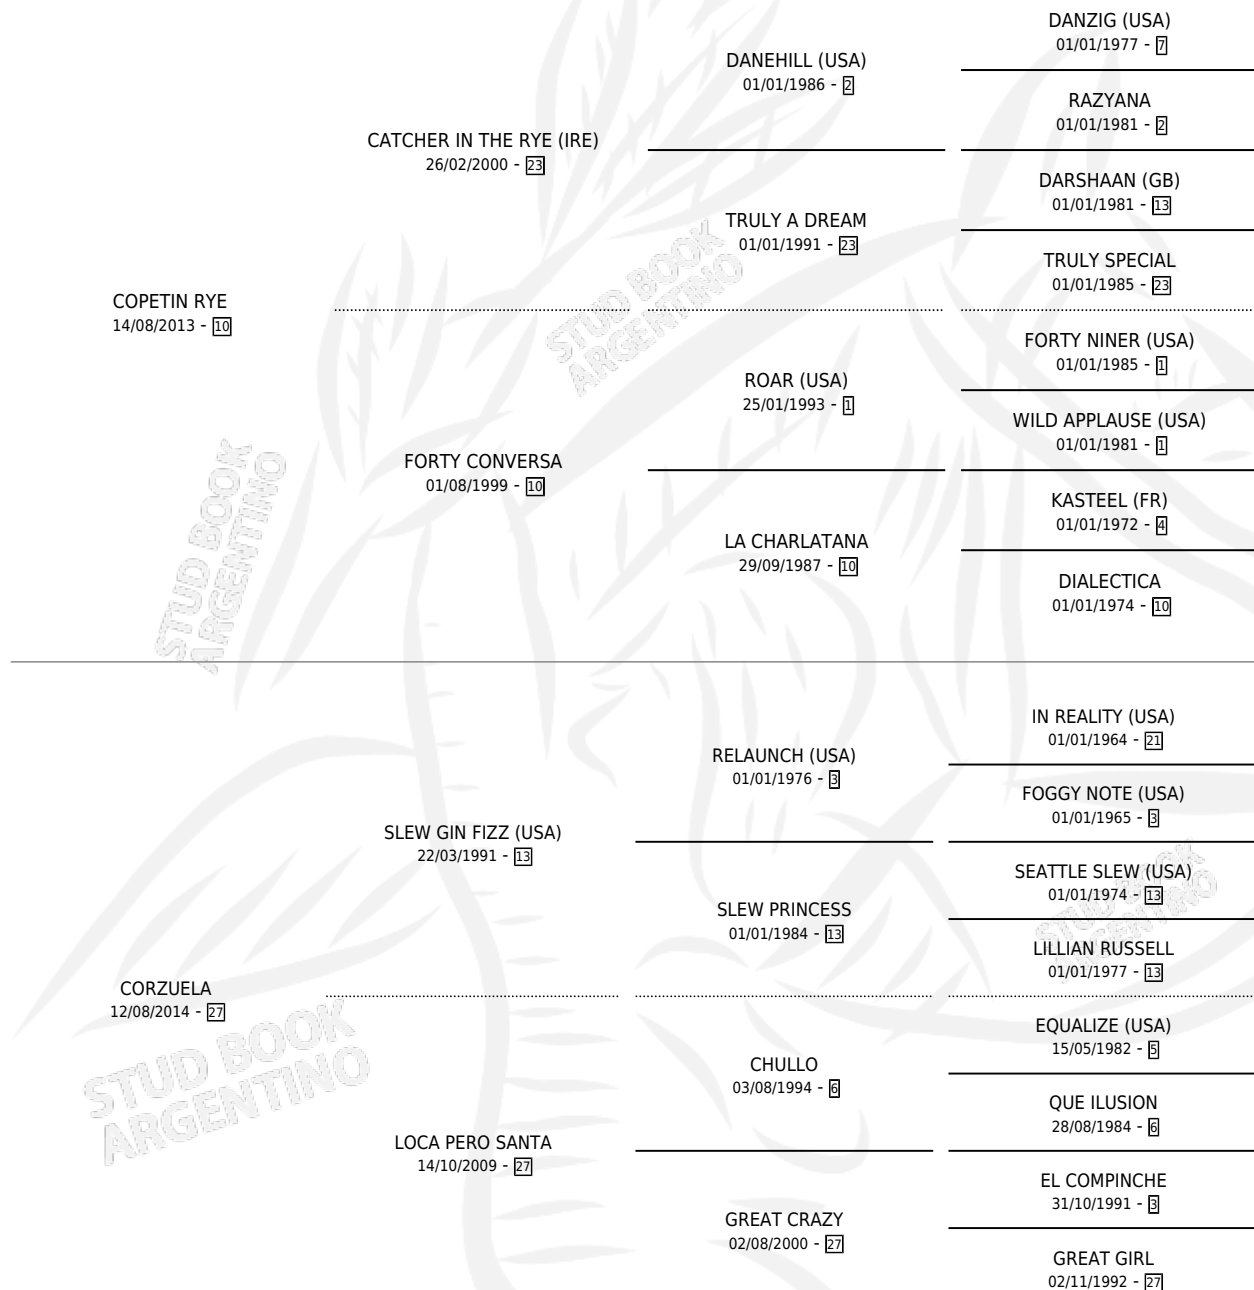 DANZIG (USA)
01/01/1977 - 7
DANEHILL (USA)
01/01/1986 - 2
RAZYANA
01/01/1981 - 2
CATCHER IN THE RYE (IRE)
26/02/2000 - 23
DARSHAAN (GB)
01/01/1981 - 13
TRULY A DREAM
01/01/1991 - 23
TRULY SPECIAL
01/01/1985 - 23
COPETIN RYE
14/08/2013 - 10
STUD BOOK
ARGENTINO
FORTY NINER (USA)
01/01/1985 - 1
ROAR (USA)
25/01/1993 - 1
WILD APPLAUSE (USA)
01/01/1981 - 1
FORTY CONVERSA
01/08/1999 - 10
KASTEEL (FR)
01/01/1972 - 4
LA CHARLATANA
29/09/1987 - 10
DIALECTICA
01/01/1974 - 10
STUD BOOK
ARGENTINO
IN REALITY (USA)
01/01/1964 - 21
RELAUNCH (USA)
01/01/1976 - 3
FOGGY NOTE (USA)
01/01/1965 - 3
SLEW GIN FIZZ (USA)
22/03/1991 - 13
SEATTLE SLEW (USA)
01/01/1974 - 13
SLEW PRINCESS
01/01/1984 - 13
STUD BOOK
ARGENTINO
LILLIAN RUSSELL
01/01/1977 - 13
CORZUELA
12/08/2014 - 27
STUD BOOK
ARGENTINO
EQUALIZE (USA)
15/05/1982 - 5
CHULLO
03/08/1994 - 6
QUE ILUSION
28/08/1984 - 6
LOCA PERO SANTA
14/10/2009 - 27
EL COMPINCHE
31/10/1991 - 3
GREAT CRAZY
02/08/2000 - 27
GREAT GIRL
02/11/1992 - 27